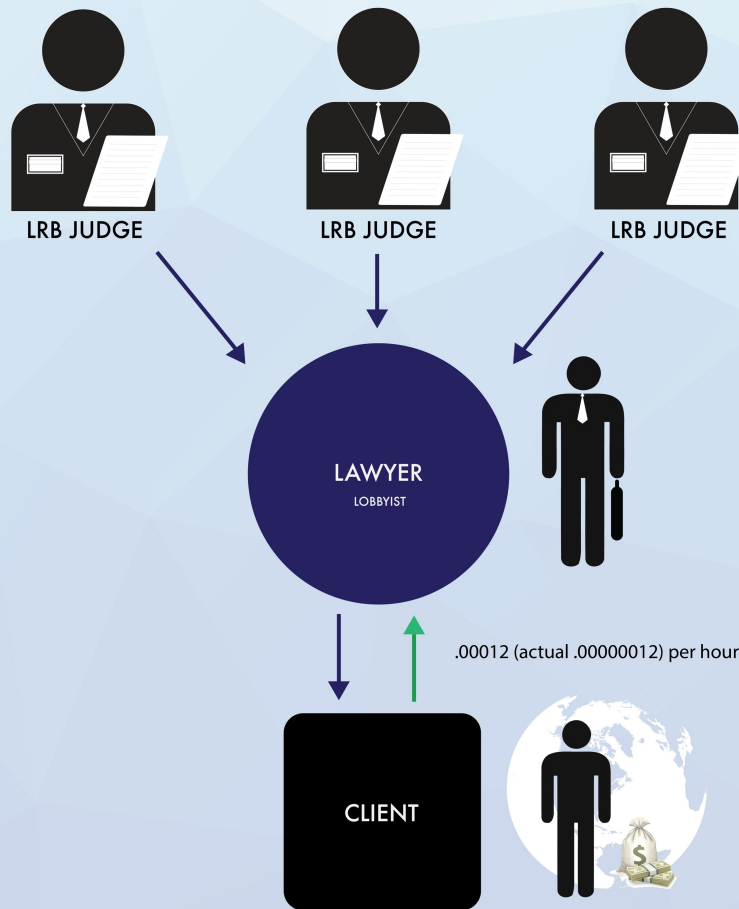 LRB JUDGE
LRB JUDGE
LRB JUDGE
LAWYER
LOBBYIST
.00012 (actual .00000012) per hour
CLIENT
$